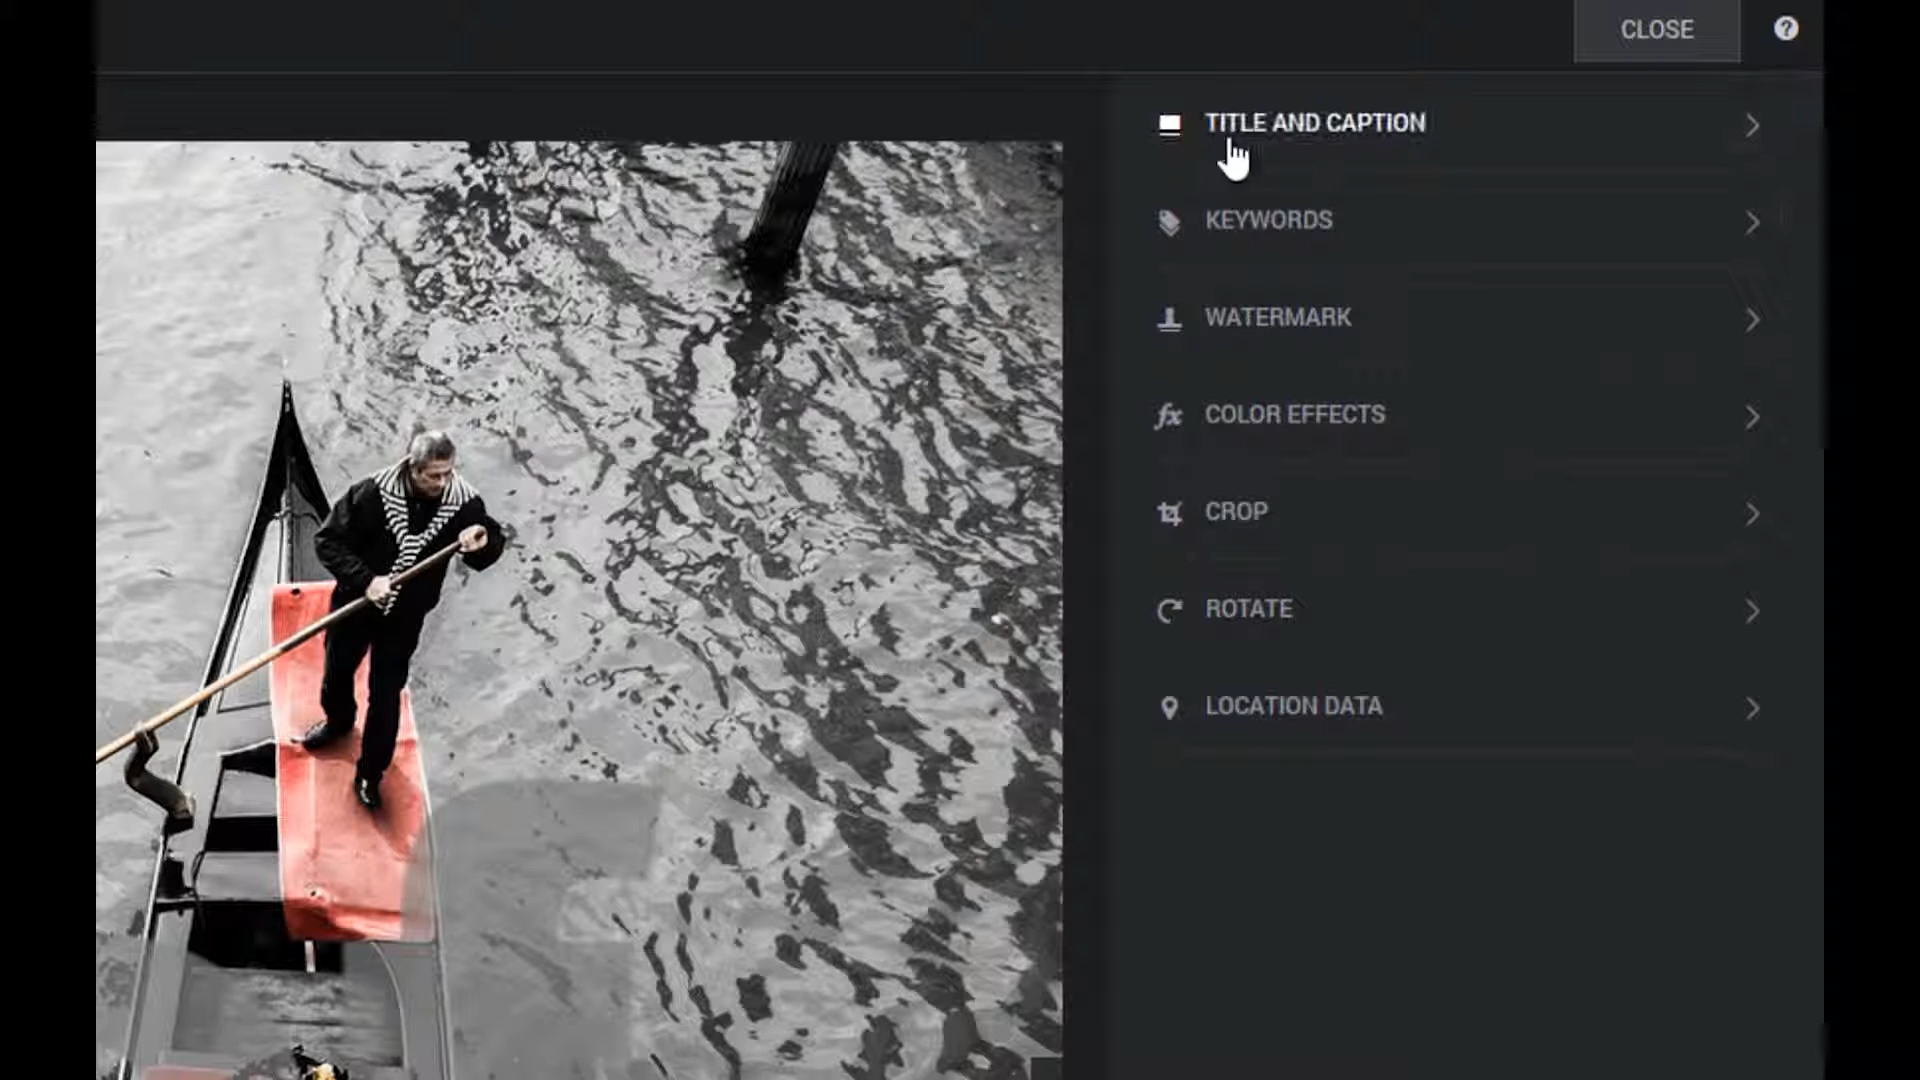 CLOSE
TITLE AND CAPTION
KEYWORDS
WATERMARK
COLOR EFFECTS
CROP
ROTATE
LOCATION DATA